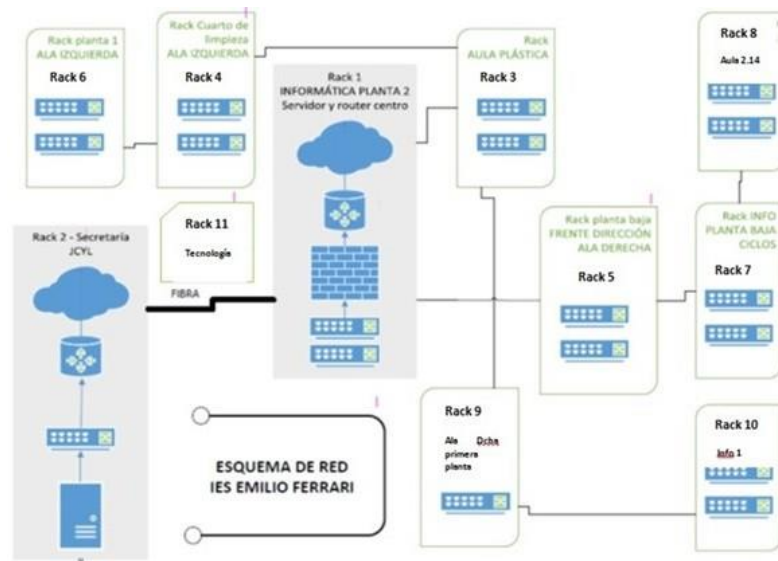 Rack planta 1
ALA IZQUIERDA
Rack 6
Rack Cuarto de
limpieza
ALA IZQUIERDA
Rack 4
Rack 1
INFORMÁTICA PLANTA 2
Servidor y router centro
Rack
AULA PLÁSTICA
Rack 3
Rack 8
Aula 2.14
Rack 11
Tecnología
Rack 2 - Secretaría
JCYL
FIBRA
Rack planta baja
FRENTE DIRECCIÓN
ALA DERECHA
Rack 5
Rack INFO
PLANTA BAJA
CICLOS
Rack 7
ESQUEMA DE RED
IES EMILIO FERRARI
Rack 9
Ala Drcha
primera
planta
Rack 10
Info 1